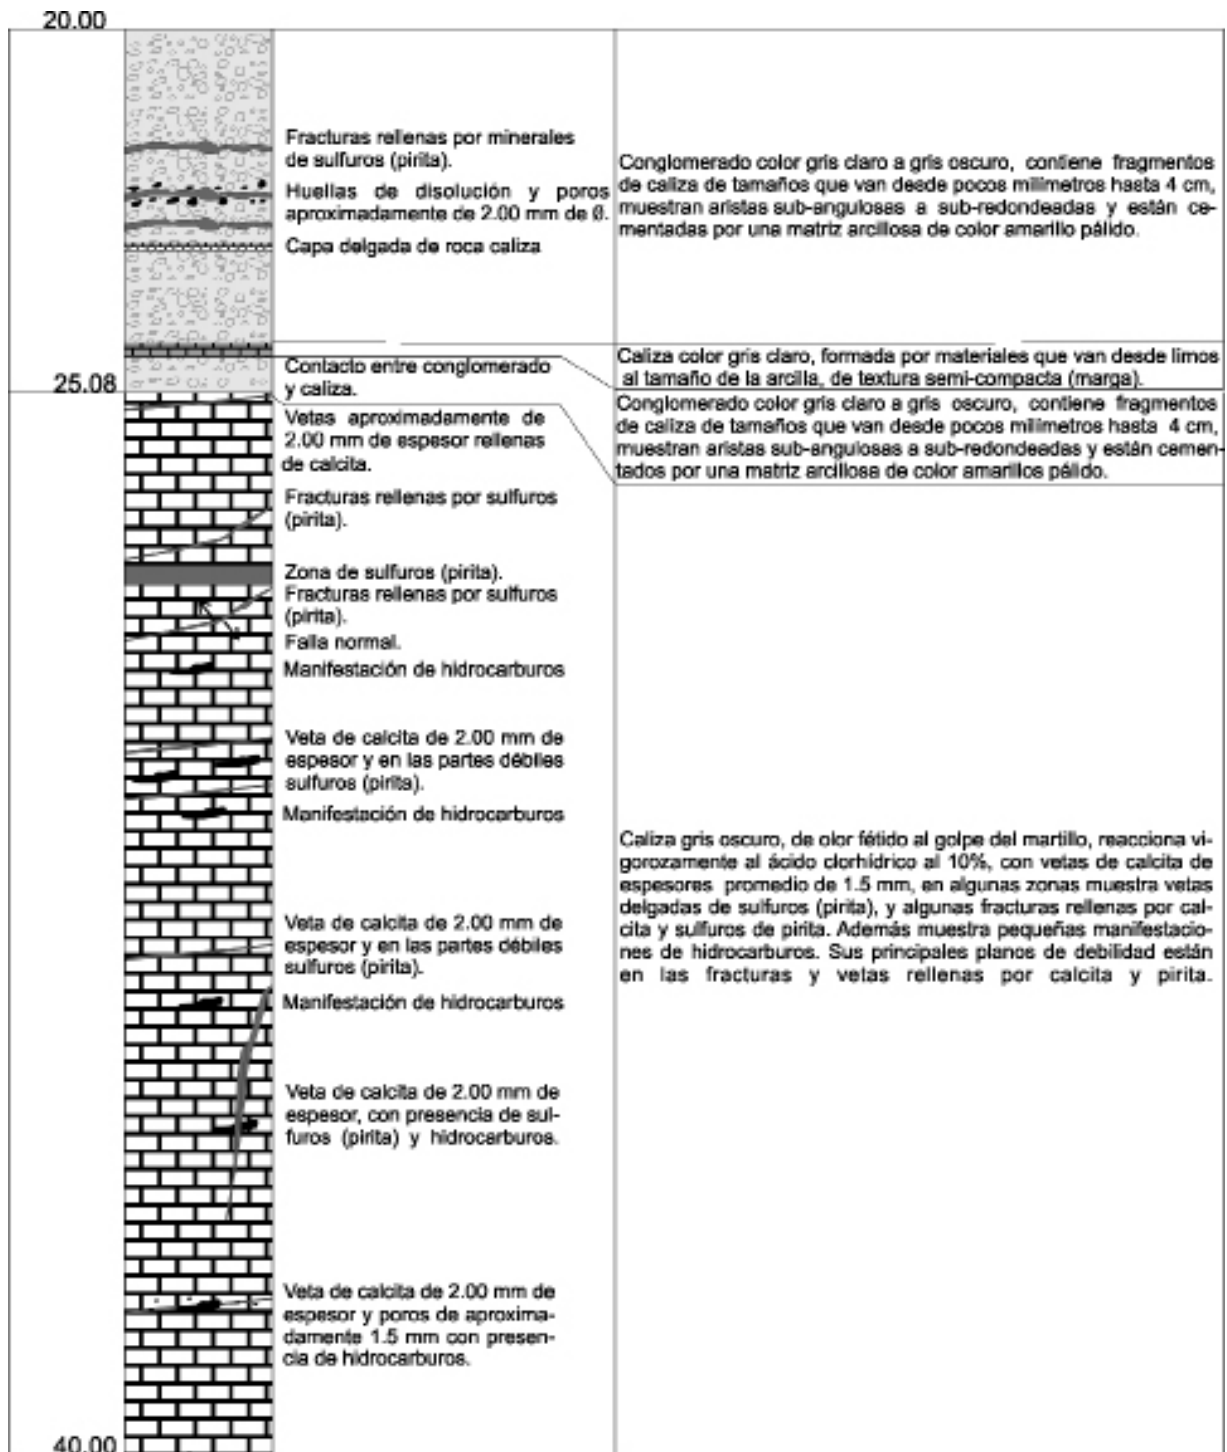 20.00
Fracturas rellenas por minerales
de sulfuros (pirita).
Huellas de disolución y poros
aproximadamente de 2.00 mm de Ø.
Capa delgada de roca caliza
Conglomerado color gris claro a gris oscuro, contiene fragmentos
de caliza de tamaños que van desde pocos milímetros hasta 4 cm,
muestran aristas sub-angulosas a sub-redondeadas y están ce-
mentadas por una matriz arcillosa de color amarillo pálido.
Contacto entre conglomerado
y caliza.
Caliza color gris claro, formada por materiales que van desde limos
al tamaño de la arcilla, de textura semi-compacta (marga).
25.08
Vetas aproximadamente de
2.00 mm de espesor rellenas
de calcita.
Conglomerado color gris claro a gris oscuro, contiene fragmentos
de caliza de tamaños que van desde pocos milímetros hasta 4 cm,
muestran aristas sub-angulosas a sub-redondeadas y están cemen-
tados por una matriz arcillosa de color amarillos pálido.
Fracturas rellenas por sulfuros
(pirita).
Zona de sulfuros (pirita).
Fracturas rellenas por sulfuros
(pirita).
Falla normal.
Manifestación de hidrocarburos
Veta de calcita de 2.00 mm de
espesor y en las partes débiles
sulfuros (pirita).
Manifestación de hidrocarburos
Caliza gris oscuro, de olor fétido al golpe del martillo, reacciona vi-
gorozamente al ácido clorhídrico al 10%, con vetas de calcita de
espesores promedio de 1.5 mm, en algunas zonas muestra vetas
delgadas de sulfuros (pirita), y algunas fracturas rellenas por cal-
cita y sulfuros de pirita. Además muestra pequeñas manifestacio-
nes de hidrocarburos. Sus principales planos de debilidad están
en las fracturas y vetas rellenas por calcita y pirita.
Veta de calcita de 2.00 mm de
espesor y en las partes débiles
sulfuros (pirita).
Manifestación de hidrocarburos
Veta de calcita de 2.00 mm de
espesor, con presencia de sul-
furos (pirita) y hidrocarburos.
Veta de calcita de 2.00 mm de
espesor y poros de aproxima-
damente 1.5 mm con presen-
cia de hidrocarburos.
40.00